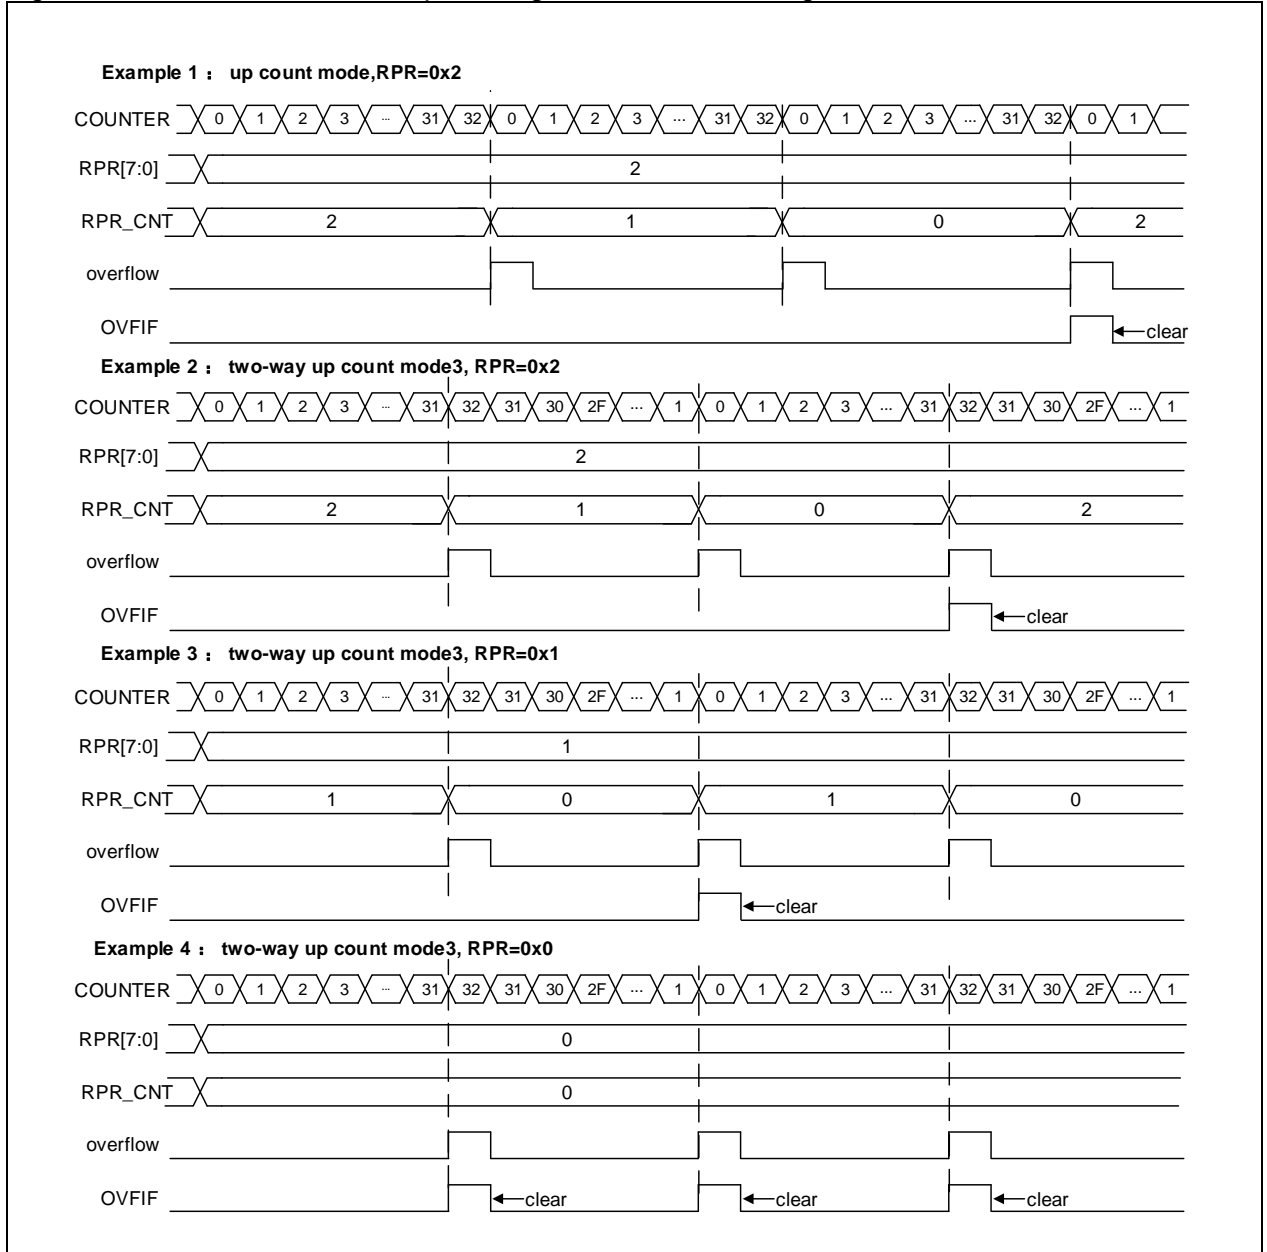 Example 1： up count mode,RPR=0x2
COUNTER 0 1 2 3 ... 31 32 0 1 2 3 ... 31 32 0 1 2 3 ... 31 32 0 1
RPR[7:0] 2
RPR_CNT 2 1 0 2
overflow
OVFIF clear
Example 2： two-way up count mode3, RPR=0x2
COUNTER 0 1 2 3 ... 31 32 31 30 2F ... 1 0 1 2 3 ... 31 32 31 30 2F ... 1
RPR[7:0] 2
RPR_CNT 2 1 0 2
overflow
OVFIF clear
Example 3： two-way up count mode3, RPR=0x1
COUNTER 0 1 2 3 ... 31 32 31 30 2F ... 1 0 1 2 3 ... 31 32 31 30 2F ... 1
RPR[7:0] 1
RPR_CNT 1 0 1 0
overflow
OVFIF clear
Example 4： two-way up count mode3, RPR=0x0
COUNTER 0 1 2 3 ... 31 32 31 30 2F ... 1 0 1 2 3 ... 31 32 31 30 2F ... 1
RPR[7:0] 0
RPR_CNT 0
overflow
OVFIF clear clear clear